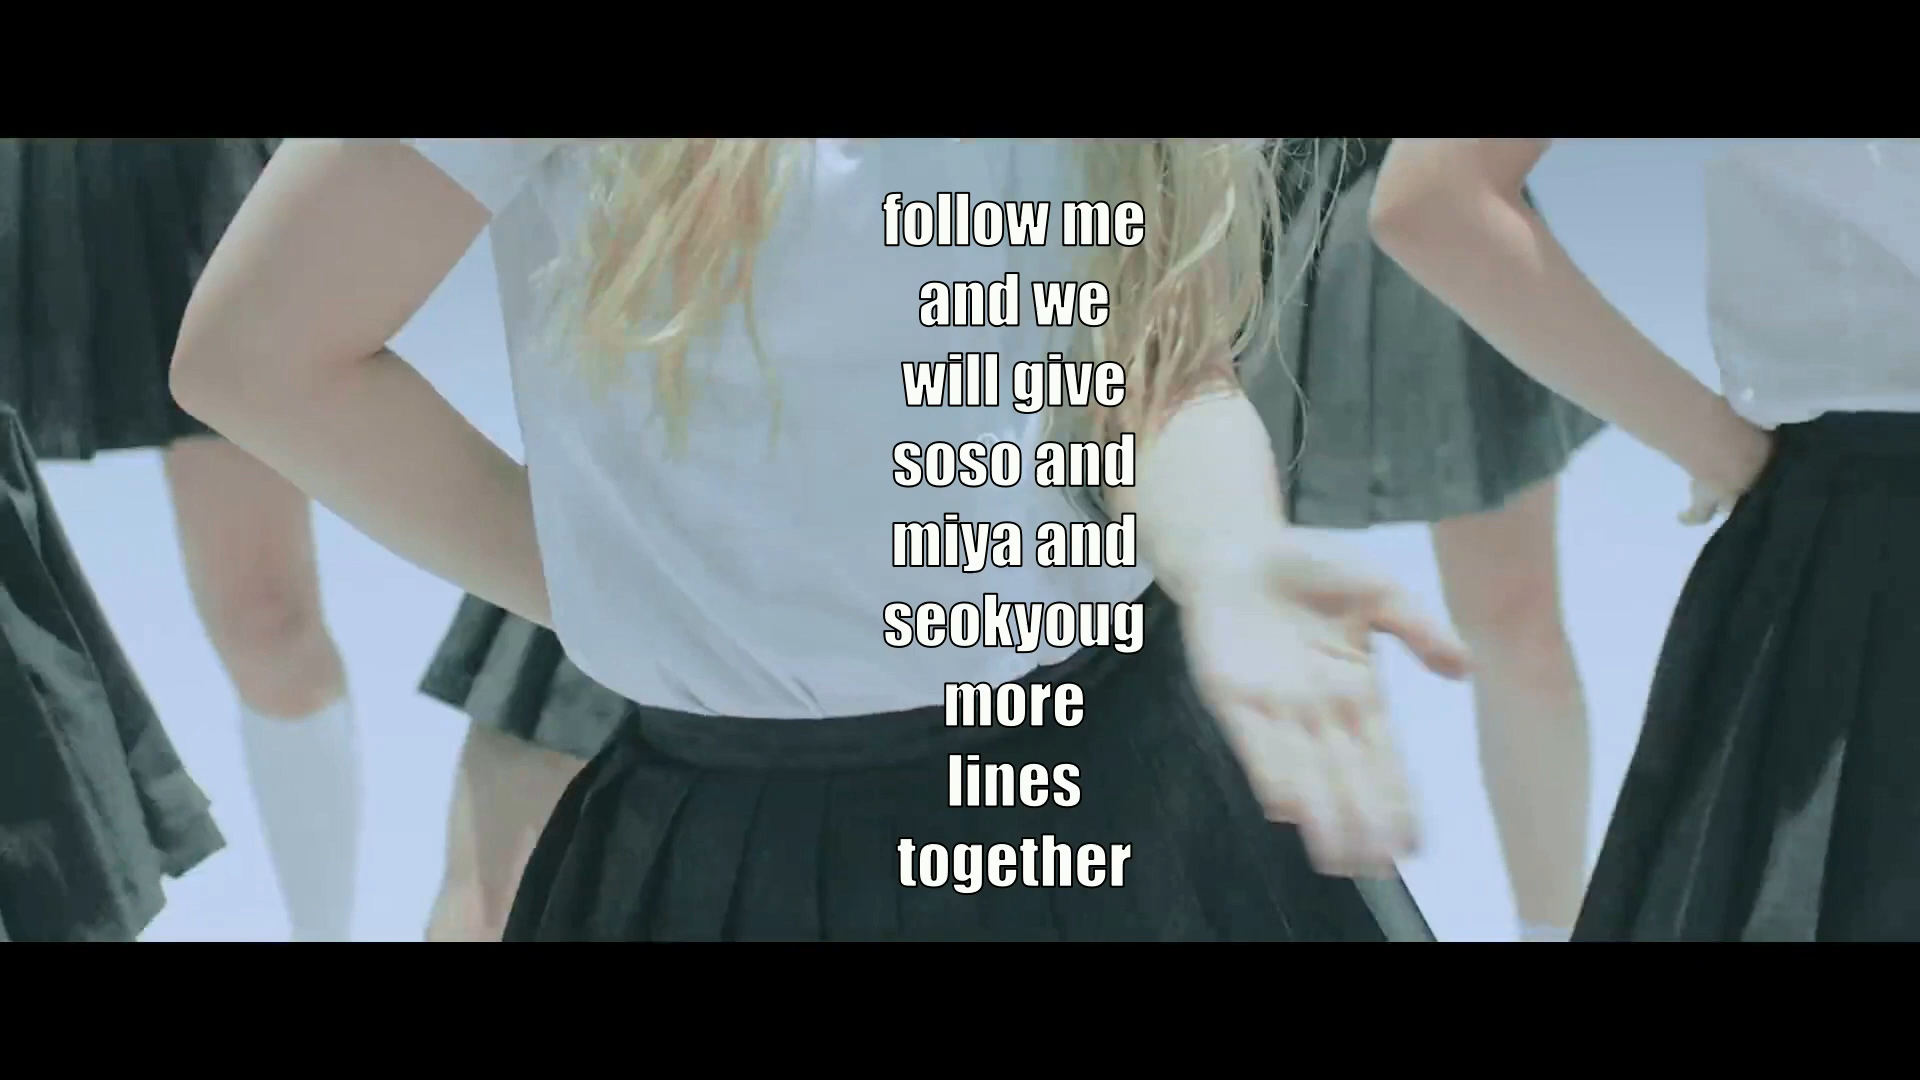 follow me
and we
will give
soso and
miya and
seokyoug
more
lines
together